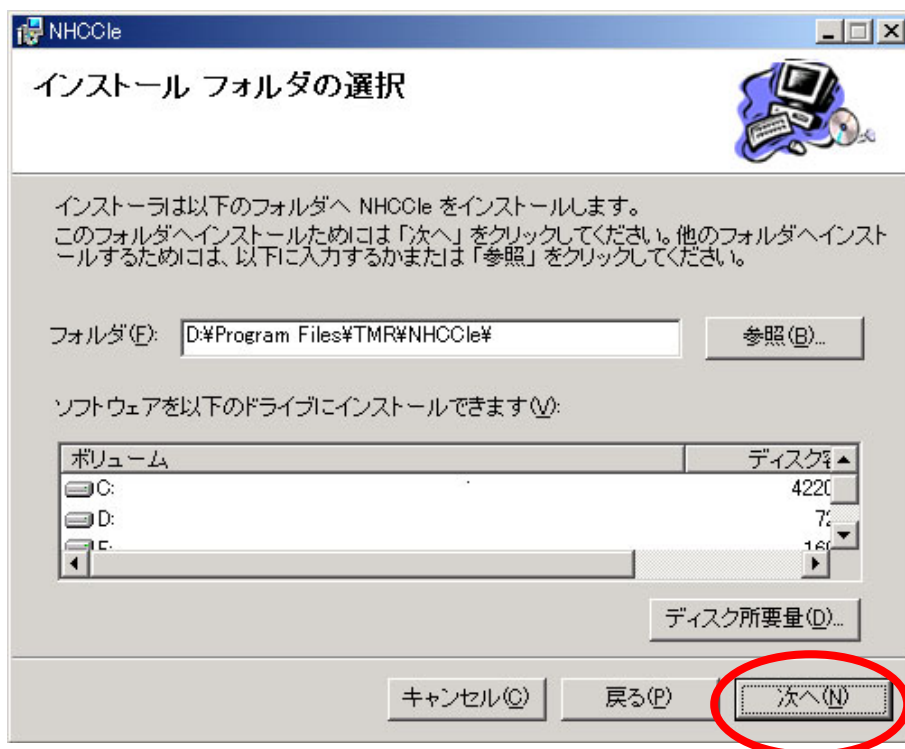 NHCCIe
インストール フォルダの選択
インストーラは以下のフォルダへ NHCCIe をインストールします。
このフォルダへインストールためには「次へ」をクリックしてください。他のフォルダへインスト
ールするためには、以下に入力するかまたは「参照」をクリックしてください。
フォルダ(F): D:¥Program Files¥TMR¥NHCCIe¥ 参照(B)...
ソフトウェアを以下のドライブにインストールできます(V):
ボリューム ディスク
C: 4220
D:
ディスク所要量(D)...
キャンセル(C) 戻る(P) 次へ(N)